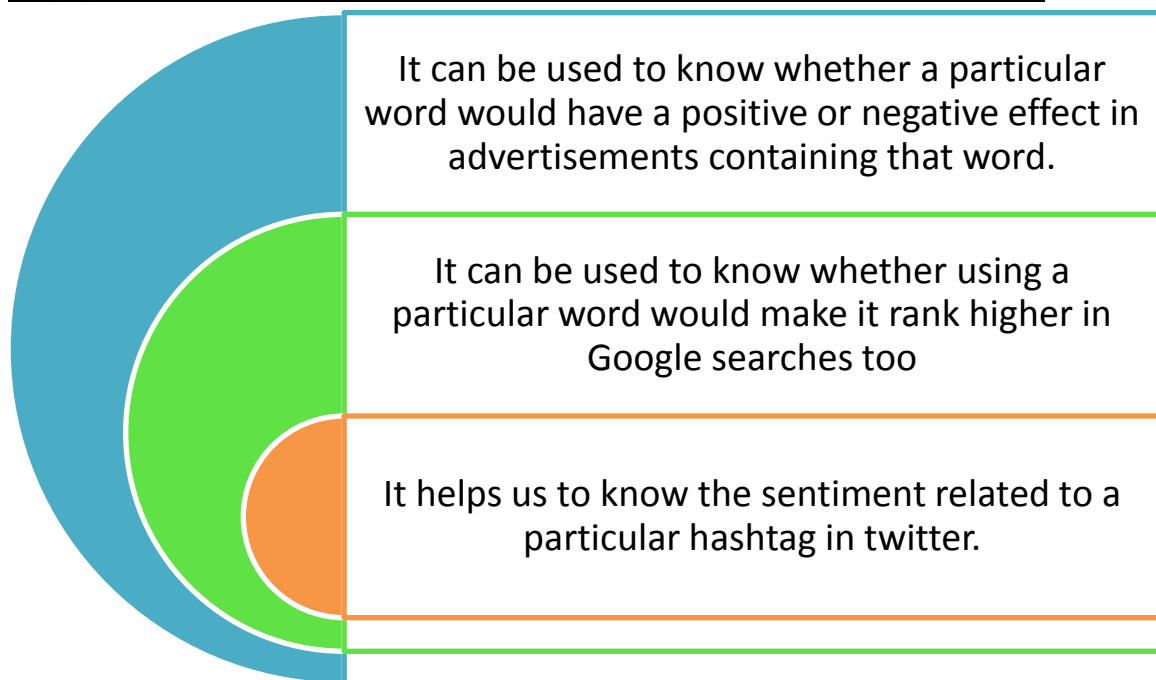 It can be used to know whether a particular
word would have a positive or negative effect in
advertisements containing that word.
It can be used to know whether using a
particular word would make it rank higher in
Google searches too
It helps us to know the sentiment related to a
particular hashtag in twitter.